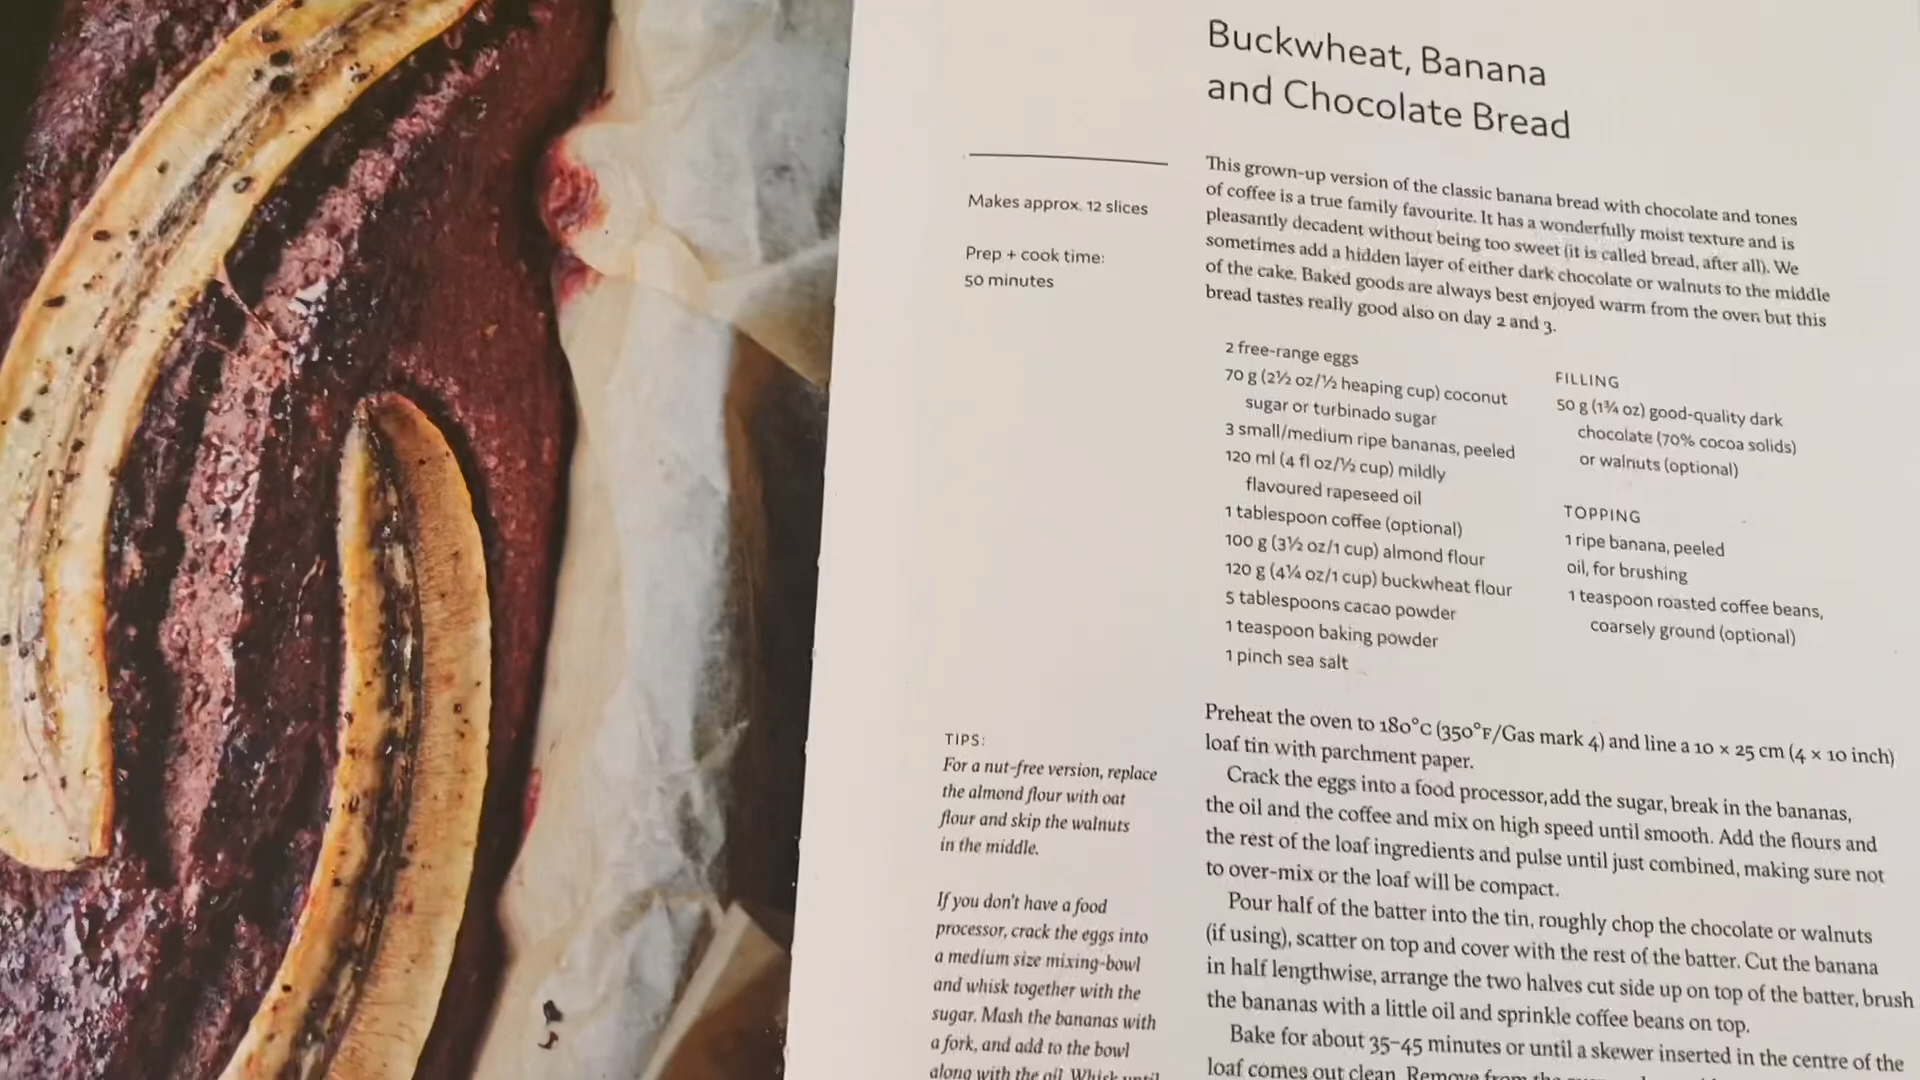 Buckwheat, Banana
and Chocolate Bread
Makes approx. 12 slices
Prep + cook time:
50 minutes
This grown-up version of the classic banana bread with chocolate and tones
of coffee is a true family favourite. It has a wonderfully moist texture and is
pleasantly decadent without being too sweet (it is called bread, after all). We
sometimes add a hidden layer of either dark chocolate or walnuts to the middle
of the cake. Baked goods are always best enjoyed warm from the oven but this
bread tastes really good also on day 2 and 3.
2 free-range eggs
70 g (2½ oz/½ heaping cup) coconut
sugar or turbinado sugar
3 small/medium ripe bananas, peeled
120 ml (4 fl oz/½ cup) mildly
flavoured rapeseed oil
1 tablespoon coffee (optional)
100 g (3½ oz/1 cup) almond flour
120 g (4¼ oz/1 cup) buckwheat flour
5 tablespoons cacao powder
1 teaspoon baking powder
1 pinch sea salt
FILLING
50 g (1¾ oz) good-quality dark
chocolate (70% cocoa solids)
or walnuts (optional)
TOPPING
1 ripe banana, peeled
oil, for brushing
1 teaspoon roasted coffee beans,
coarsely ground (optional)
TIPS:
For a nut-free version, replace
the almond flour with oat
flour and skip the walnuts
in the middle.
If you don't have a food
processor, crack the eggs into
a medium size mixing-bowl
and whisk together with the
sugar. Mash the bananas with
a fork, and add to the bowl
along with the oil. Whisk until
Preheat the oven to 180°C (350°F/Gas mark 4) and line a 10 × 25 cm (4 × 10 inch)
loaf tin with parchment paper.
Crack the eggs into a food processor, add the sugar, break in the bananas,
the oil and the coffee and mix on high speed until smooth. Add the flours and
the rest of the loaf ingredients and pulse until just combined, making sure not
to over-mix or the loaf will be compact.
Pour half of the batter into the tin, roughly chop the chocolate or walnuts
(if using), scatter on top and cover with the rest of the batter. Cut the banana
in half lengthwise, arrange the two halves cut side up on top of the batter, brush
the bananas with a little oil and sprinkle coffee beans on top.
Bake for about 35–45 minutes or until a skewer inserted in the centre of the
loaf comes out clean. Remove from the